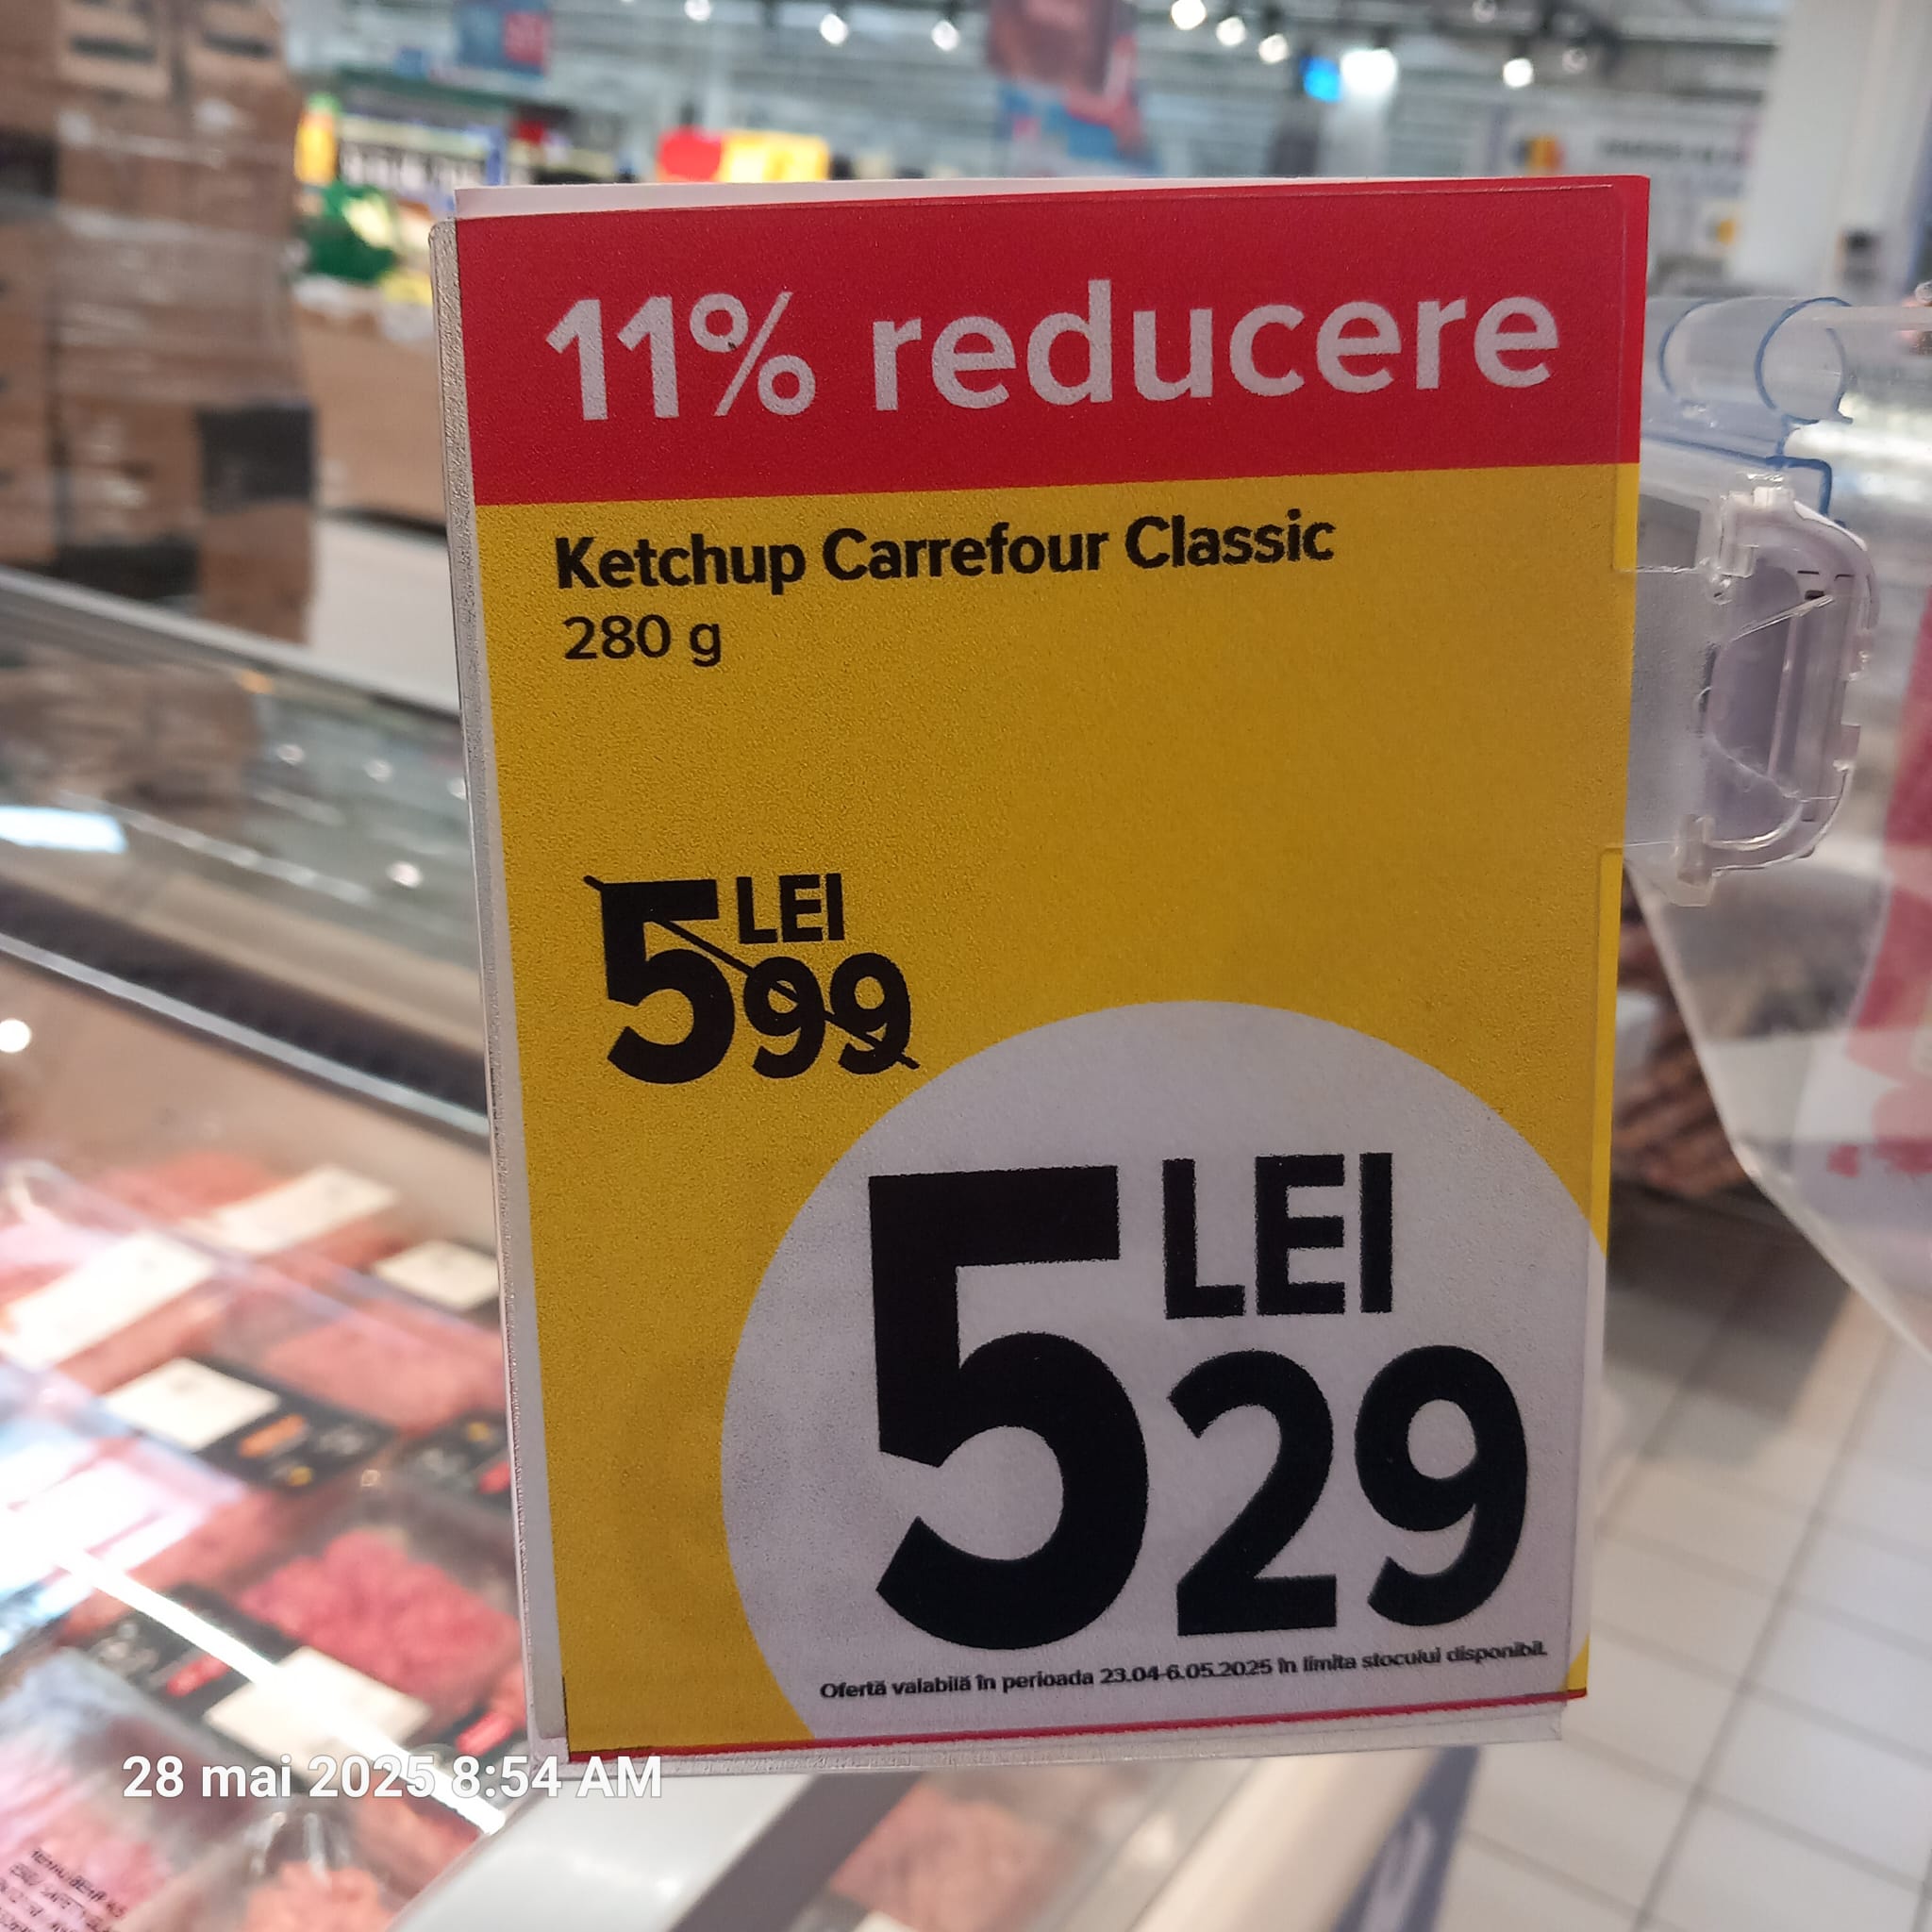 11% reducere
Ketchup Carrefour Classic
280 g
5 LEI 99
5 LEI 29
Ofertă valabilă în perioada 23.04-6.05.2025 în limita stocului disponibil.
28 mai 2025 8:54 AM